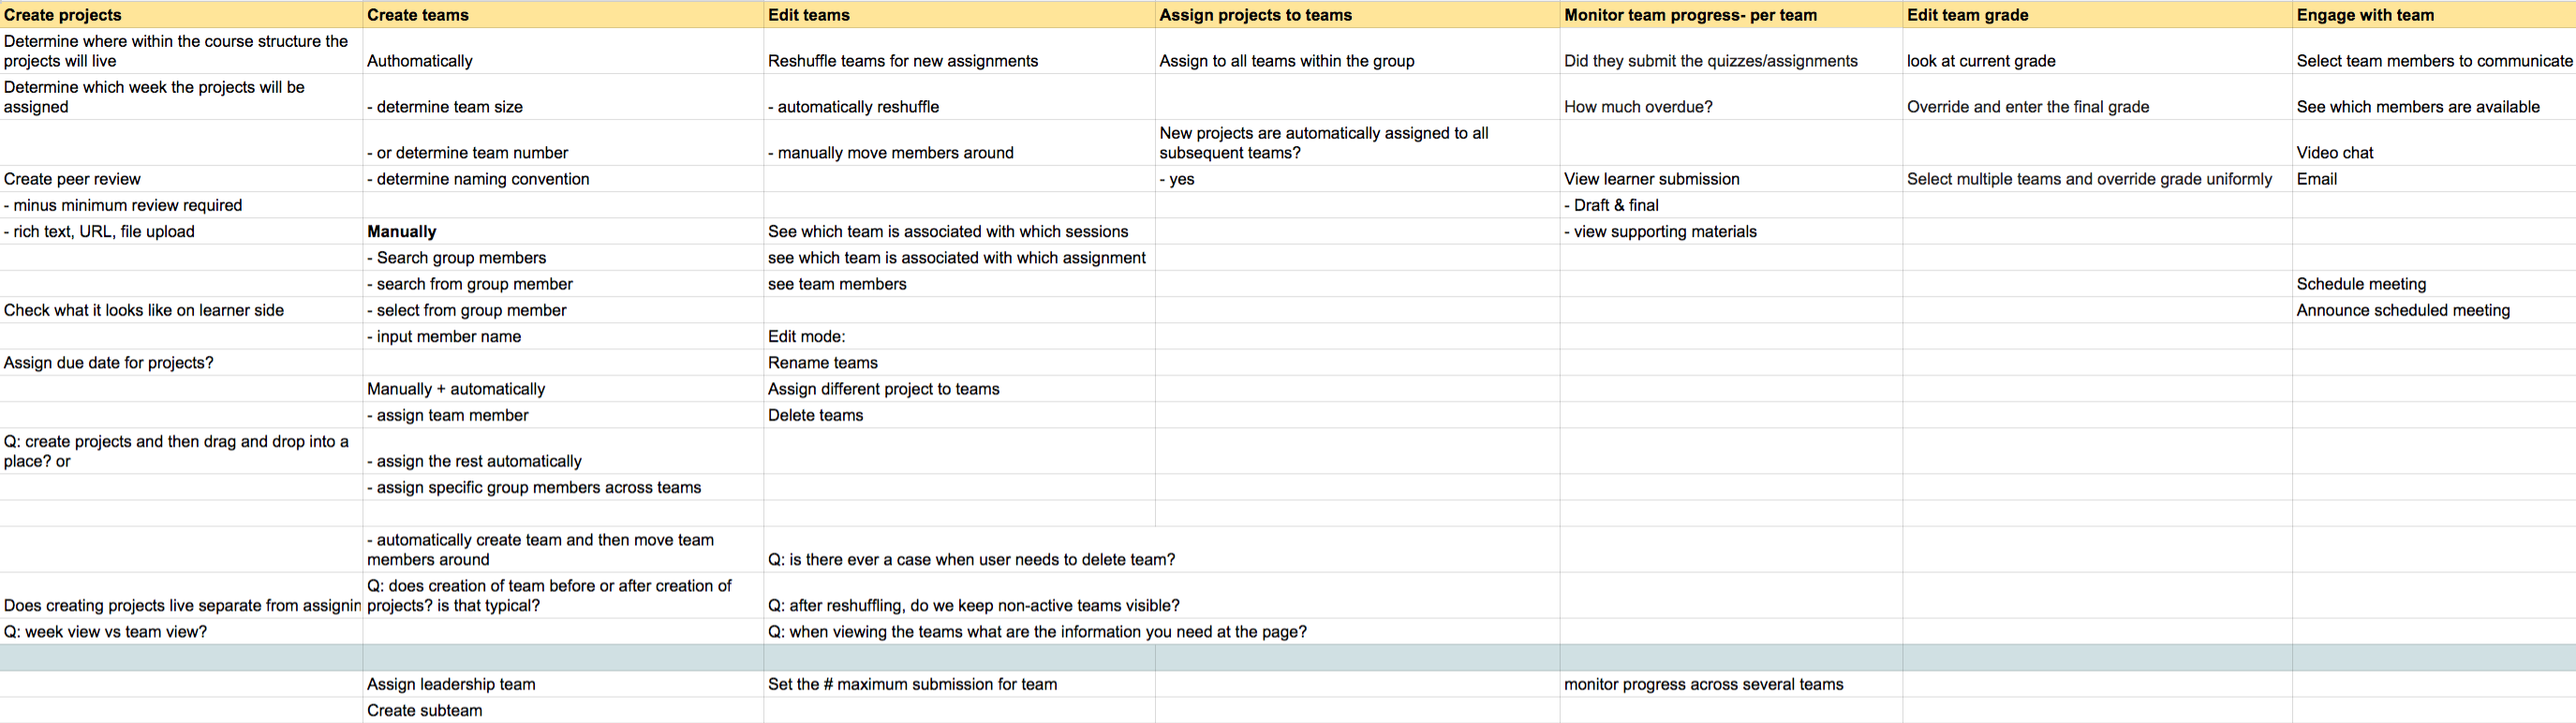 Create projects
Create teams
Edit teams
Assign projects to teams
Monitor team progress- per team
Edit team grade
Engage with team
Determine where within the course structure the
projects will live
Authomatically
Reshuffle teams for new assignments
Assign to all teams within the group
Did they submit the quizzes/assignments
look at current grade
Select team members to communicate
Determine which week the projects will be
assigned
- determine team size
- automatically reshuffle
How much overdue?
Override and enter the final grade
See which members are available
- or determine team number
- manually move members around
New projects are automatically assigned to all
subsequent teams?
Video chat
Create peer review
- determine naming convention
- yes
View learner submission
Select multiple teams and override grade uniformly
Email
- minus minimum review required
- Draft & final
- rich text, URL, file upload
Manually
See which team is associated with which sessions
- view supporting materials
- Search group members
see which team is associated with which assignment
- search from group member
see team members
Schedule meeting
Check what it looks like on learner side
- select from group member
Announce scheduled meeting
- input member name
Edit mode:
Assign due date for projects?
Rename teams
Manually + automatically
Assign different project to teams
- assign team member
Delete teams
Q: create projects and then drag and drop into a
place? or
- assign the rest automatically
- assign specific group members across teams
- automatically create team and then move team
members around
Q: is there ever a case when user needs to delete team?
Does creating projects live separate from assignin
Q: does creation of team before or after creation of
projects? is that typical?
Q: after reshuffling, do we keep non-active teams visible?
Q: week view vs team view?
Q: when viewing the teams what are the information you need at the page?
Assign leadership team
Set the # maximum submission for team
monitor progress across several teams
Create subteam